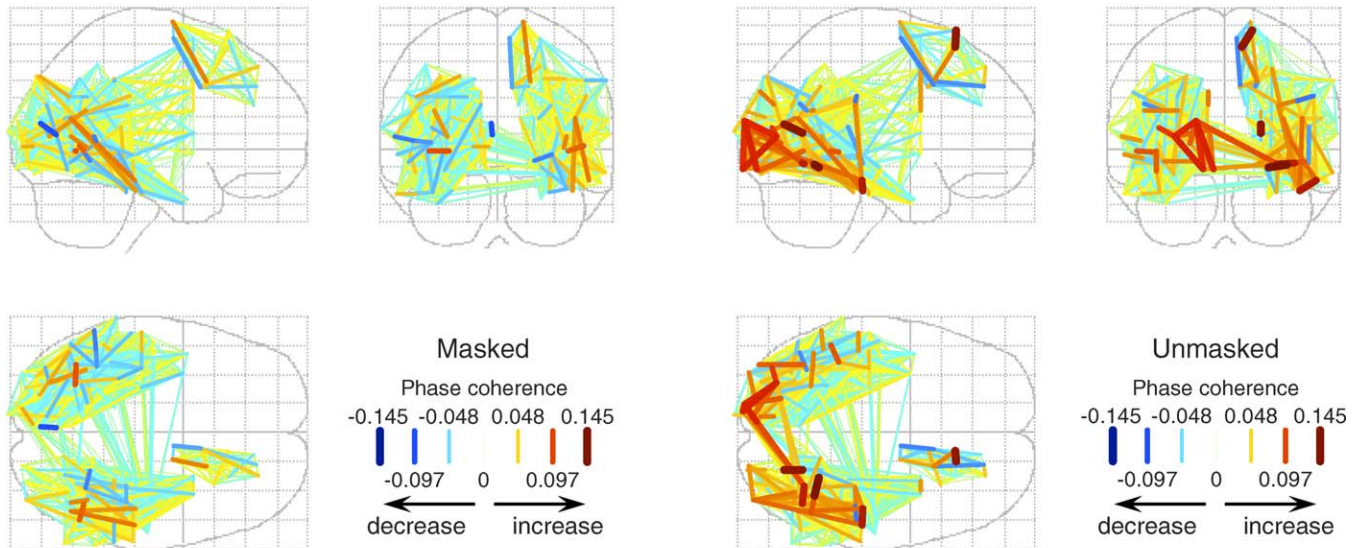 Masked
Phase coherence
-0.145 -0.048 0.048 0.145
-0.097 0 0.097
decrease increase
Unmasked
Phase coherence
-0.145 -0.048 0.048 0.145
-0.097 0 0.097
decrease increase